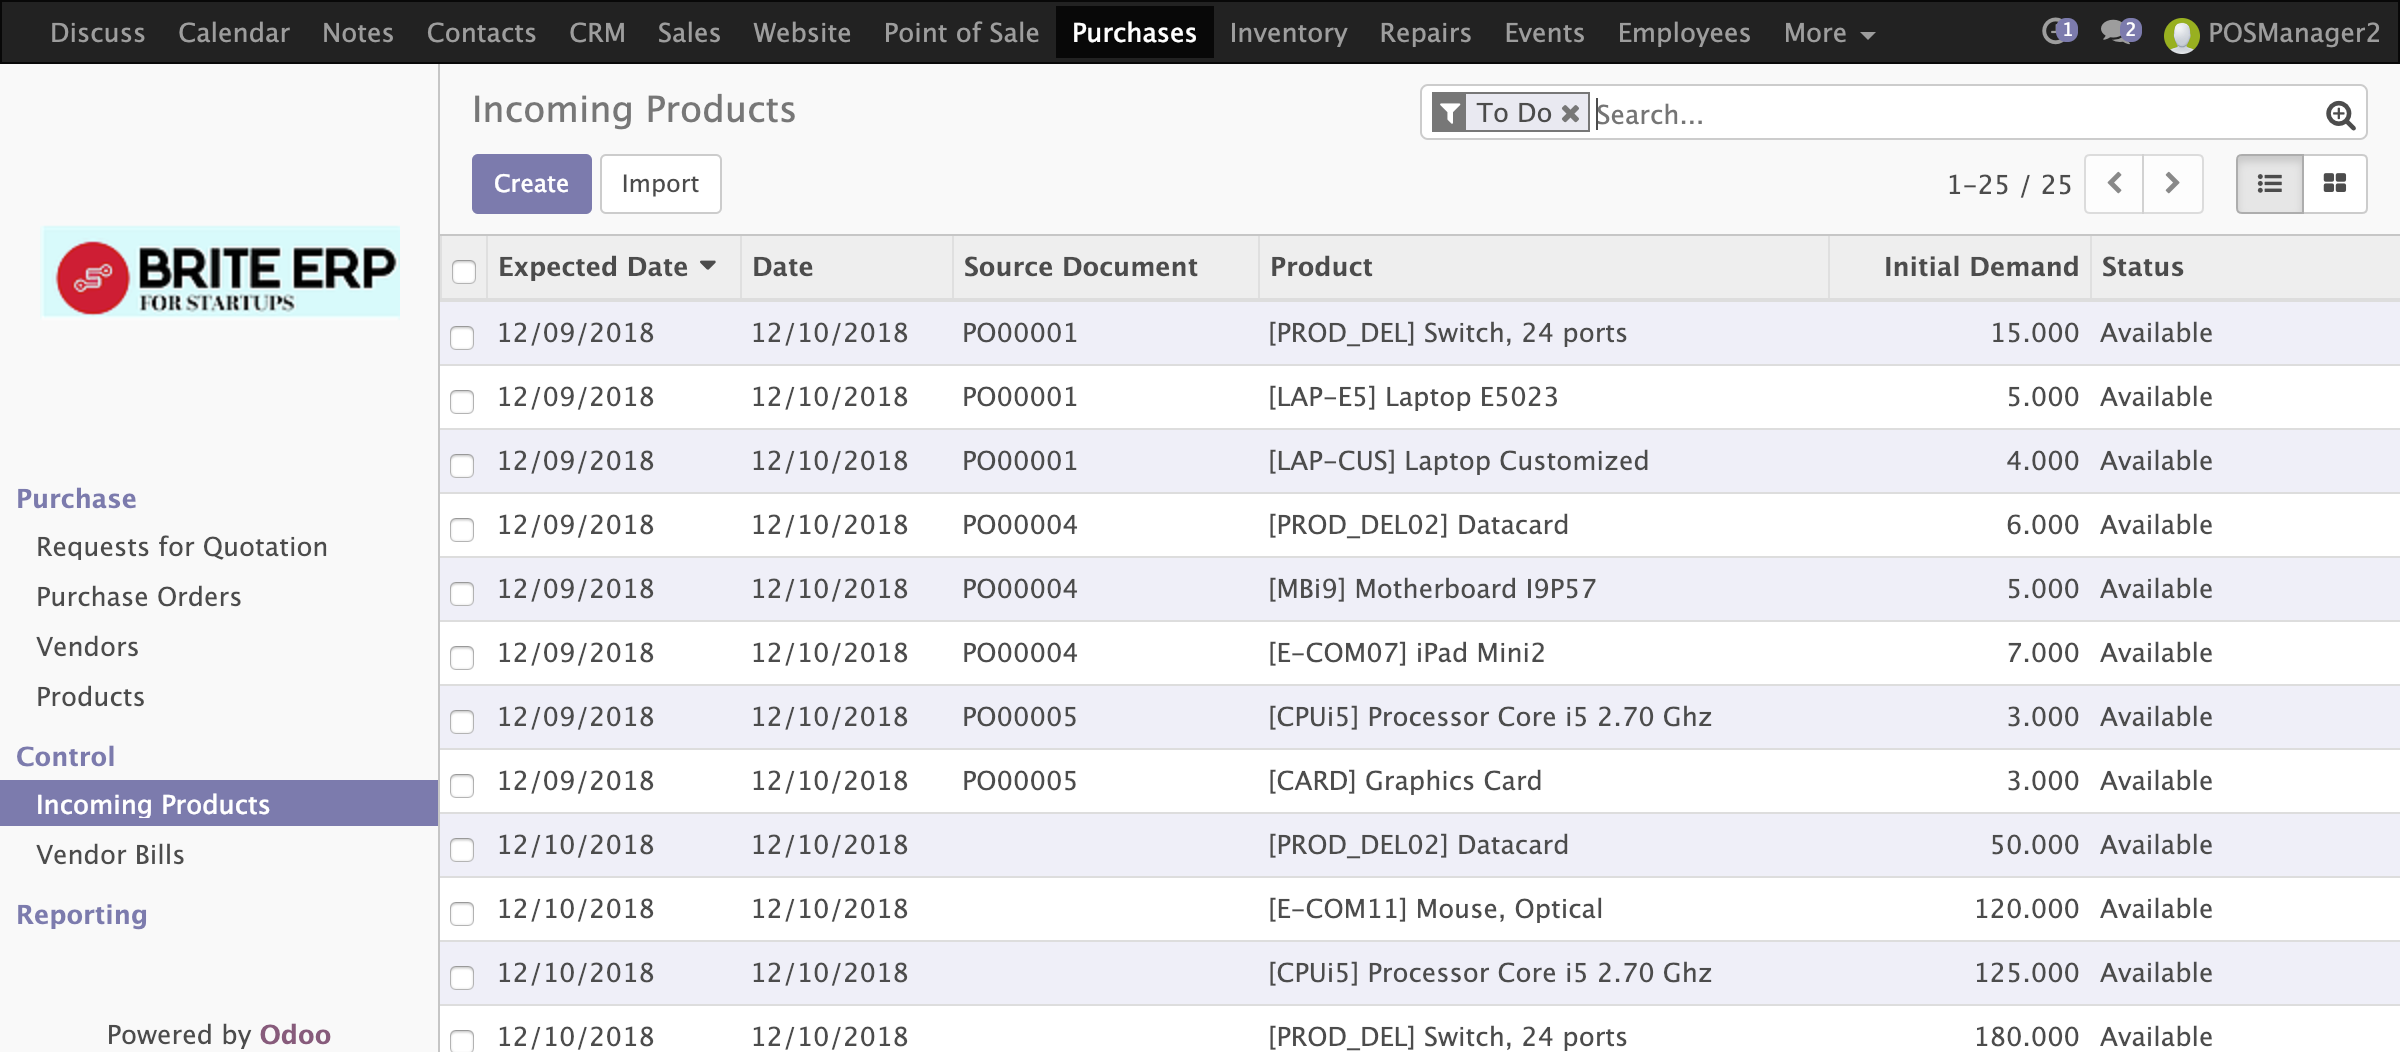 Discuss Calendar Notes Contacts CRM Sales Website Point of Sale Purchases Inventory Repairs Events Employees More 1 2 POSManager2
Incoming Products
To Do Search...
Create Import
1-25 / 25
BRITE ERP
FOR STARTUPS
Purchase
Requests for Quotation
Purchase Orders
Vendors
Products
Control
Incoming Products
Vendor Bills
Reporting
Powered by Odoo
Expected Date Date Source Document Product Initial Demand Status
12/09/2018 12/10/2018 PO00001 [PROD_DEL] Switch, 24 ports 15.000 Available
12/09/2018 12/10/2018 PO00001 [LAP-E5] Laptop E5023 5.000 Available
12/09/2018 12/10/2018 PO00001 [LAP-CUS] Laptop Customized 4.000 Available
12/09/2018 12/10/2018 PO00004 [PROD_DEL02] Datacard 6.000 Available
12/09/2018 12/10/2018 PO00004 [MBi9] Motherboard I9P57 5.000 Available
12/09/2018 12/10/2018 PO00004 [E-COM07] iPad Mini2 7.000 Available
12/09/2018 12/10/2018 PO00005 [CPUi5] Processor Core i5 2.70 Ghz 3.000 Available
12/09/2018 12/10/2018 PO00005 [CARD] Graphics Card 3.000 Available
12/10/2018 12/10/2018 [PROD_DEL02] Datacard 50.000 Available
12/10/2018 12/10/2018 [E-COM11] Mouse, Optical 120.000 Available
12/10/2018 12/10/2018 [CPUi5] Processor Core i5 2.70 Ghz 125.000 Available
12/10/2018 12/10/2018 [PROD_DEL] Switch, 24 ports 180.000 Available